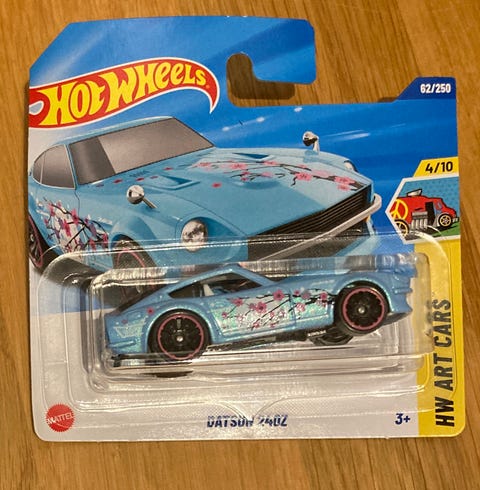 HOT WHEELS
62/250
4/10
HW ART CARS
DATSUN 240Z
MATTEL
3+